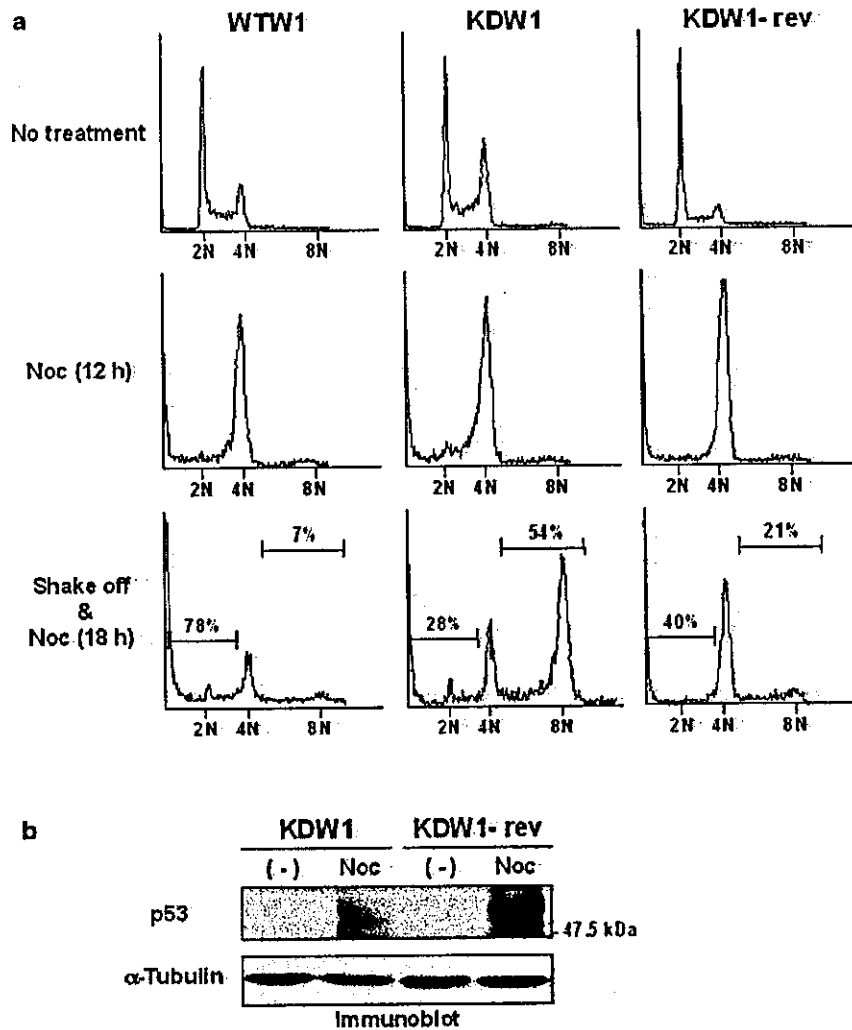 a
WTW1 KDW1 KDW1- rev
No treatment
2N 4N 8N 2N 4N 8N 2N 4N 8N
Noc (12 h)
2N 4N 8N 2N 4N 8N 2N 4N 8N
Shake off
&
Noc (18 h)
7% 54% 21%
78% 28% 40%
2N 4N 8N 2N 4N 8N 2N 4N 8N
b
KDW1 KDW1- rev
(-) Noc (-) Noc
p53
47.5 kDa
α-Tubulin
Immunoblot